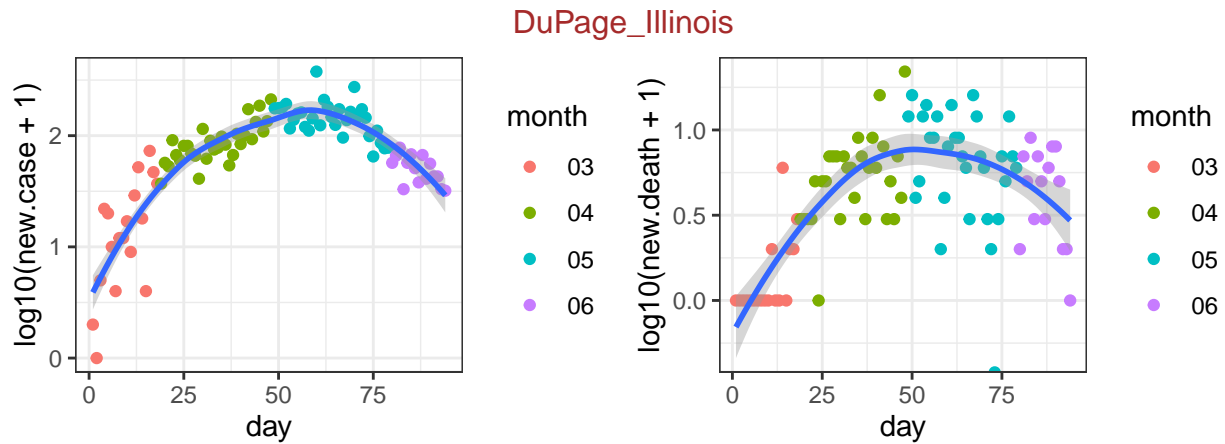 DuPage_Illinois
log10(new.case + 1)
2
1
0
0 25 50 75
day
month
03
04
05
06
log10(new.death + 1)
1.0
0.5
0.0
0 25 50 75
day
month
03
04
05
06